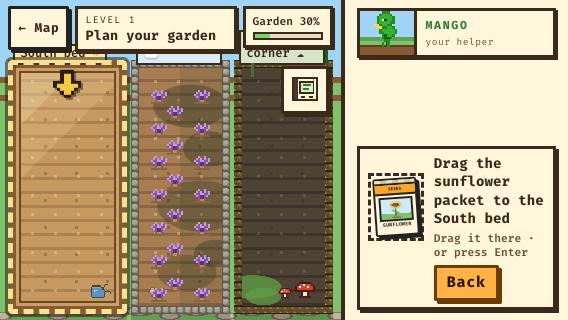 ← Map
LEVEL 1
Plan your garden
Garden 30%
South bed
corner
MANGO
your helper
SEEDS
SUNFLOWER
Drag the
sunflower
packet to the
South bed
Drag it there ·
or press Enter
Back